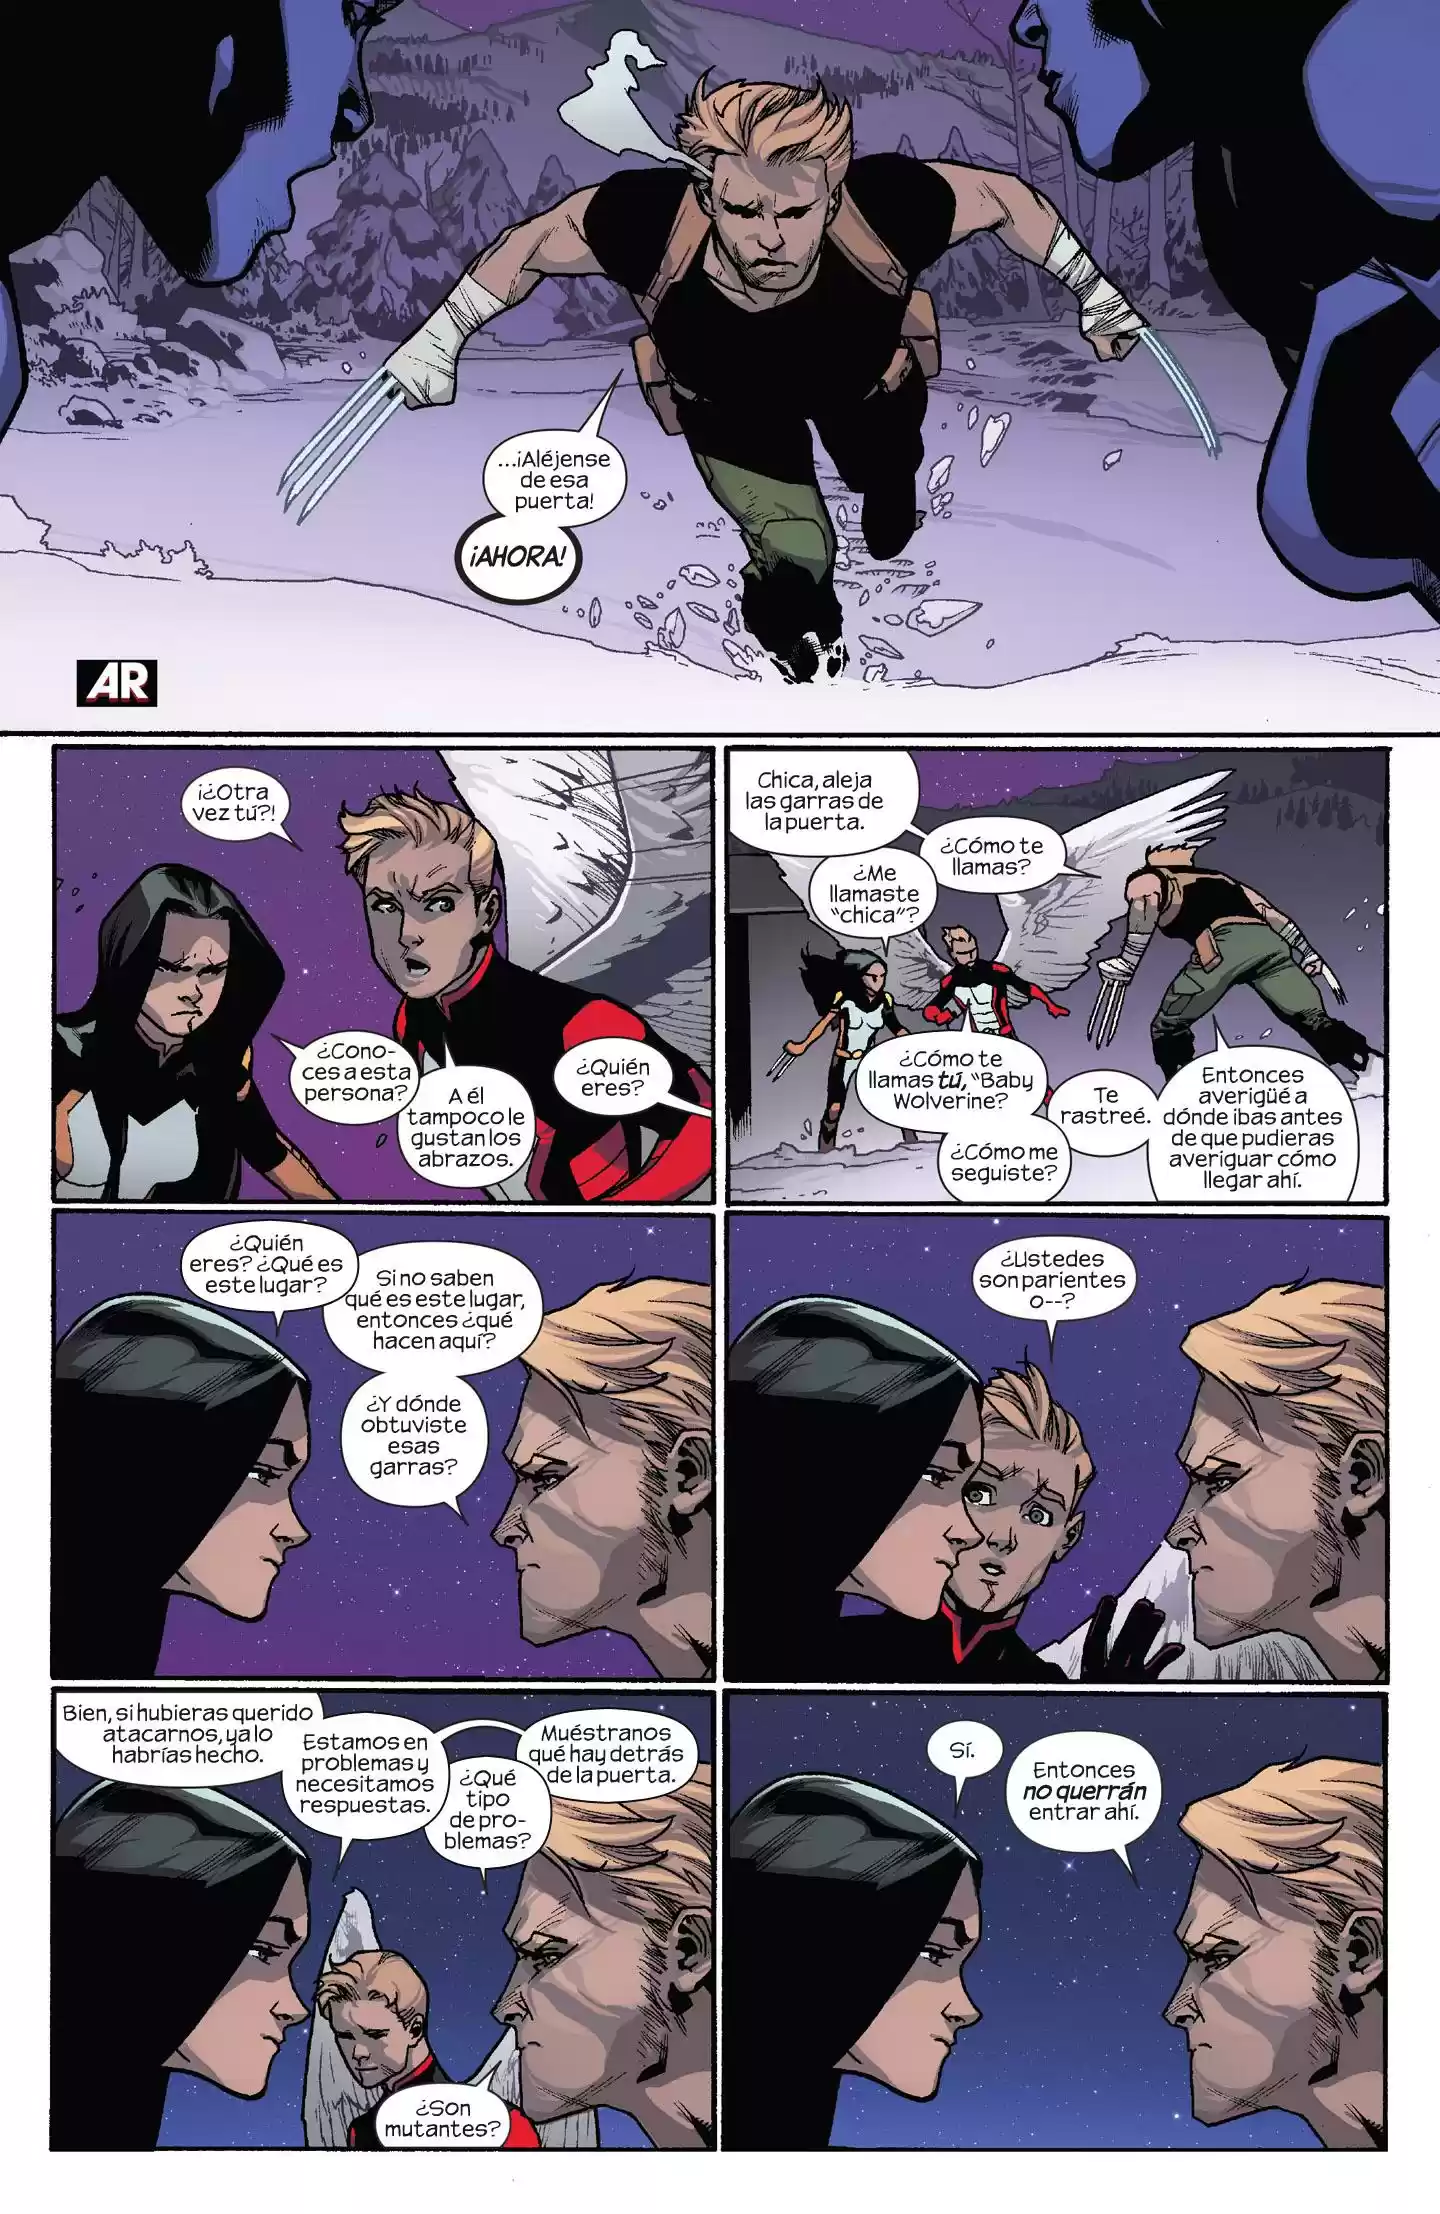 ...¡Aléjense
de esa
puerta!
¡AHORA!
AR
¡¿Otra
vez tú?!
¿Cono-
ces a esta
persona?
A él
tampoco le
gustan los
abrazos.
¿Quién
eres?
Chica, aleja
las garras de
la puerta.
¿Me
llamaste
"chica"?
¿Cómo te
llamas?
¿Cómo te
llamas tú, "Baby
Wolverine?
¿Cómo me
seguiste?
Te
rastreé.
Entonces
averigüé a
dónde ibas antes
de que pudieras
averiguar cómo
llegar ahí.
¿Quién
eres? ¿Qué es
este lugar?
Si no saben
qué es este lugar,
entonces ¿qué
hacen aquí?
¿Y dónde
obtuviste
esas
garras?
¿Ustedes
son parientes
o--?
Bien, si hubieras querido
atacarnos, ya lo
habrías hecho.
Estamos en
problemas y
necesitamos
respuestas.
¿Qué
tipo
de pro-
blemas?
Muéstranos
qué hay detrás
de la puerta.
¿Son
mutantes?
Sí.
Entonces
no querrán
entrar ahí.